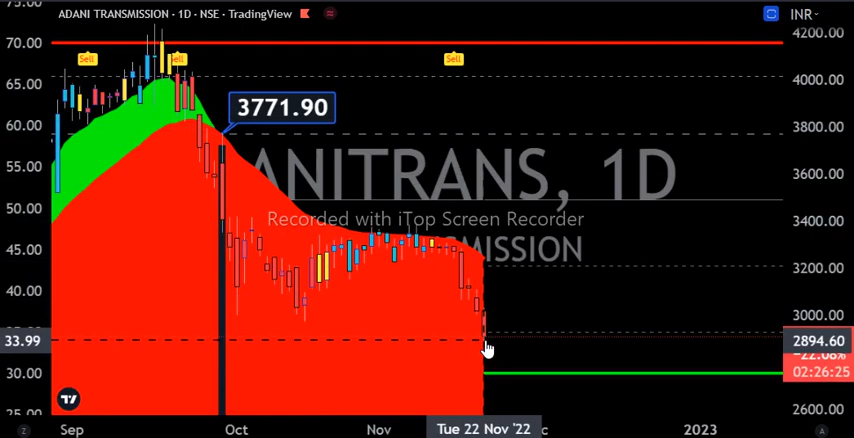 ADANI TRANSMISSION · 1D · NSE · TradingView
INR
75.00
70.00
65.00
60.00
55.00
50.00
45.00
40.00
33.99
30.00
25.00
4200.00
4000.00
3800.00
3600.00
3400.00
3200.00
3000.00
2894.60
-22.08%
02:26:25
2600.00
Sell
Sell
Sell
3771.90
ANITRANS, 1D
Recorded with iTop Screen Recorder
MISSION
Z
Sep
Oct
Nov
Tue 22 Nov '22
2023
A